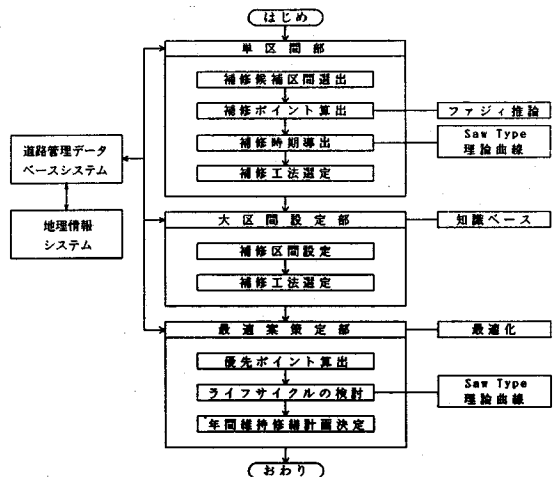 はじめ
単区間部
補修候補区間選出
補修ポイント算出
ファジィ推論
補修時期導出
Saw Type
理論曲線
補修工法選定
道路管理データ
ベースシステム
地理情報
システム
大区間設定部
知識ベース
補修区間設定
補修工法選定
最適案策定部
最適化
優先ポイント算出
ライフサイクルの検討
Saw Type
理論曲線
年間維持修繕計画決定
おわり